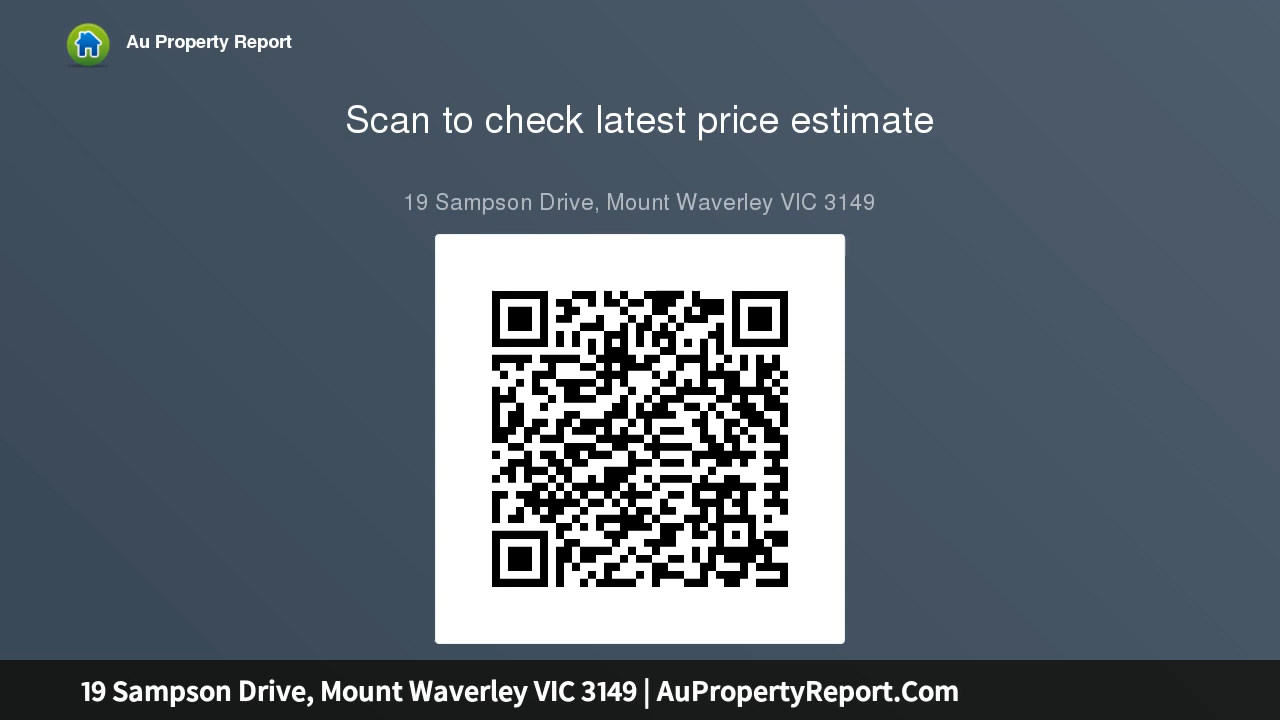 Au Property Report
Scan to check latest price estimate
19 Sampson Drive, Mount Waverley VIC 3149
19 Sampson Drive, Mount Waverley VIC 3149 | AuPropertyReport.Com